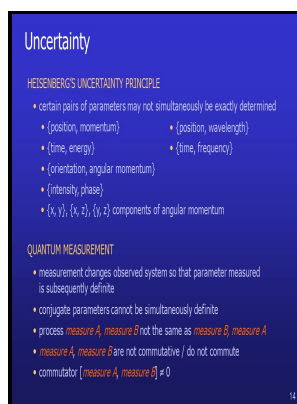 Uncertainty
HEISENBERG'S UNCERTAINTY PRINCIPLE
• certain pairs of parameters may not simultaneously be exactly determined
• {position, momentum} • {position, wavelength}
• {time, energy} • {time, frequency}
• {orientation, angular momentum}
• {intensity, phase}
• {x, y}, {x, z}, {y, z} components of angular momentum
QUANTUM MEASUREMENT
• measurement changes observed system so that parameter measured
is subsequently definite
• conjugate parameters cannot be simultaneously definite
• process measure A, measure B not the same as measure B, measure A
• measure A, measure B are not commutative / do not commute
• commutator [measure A, measure B] ≠ 0
14